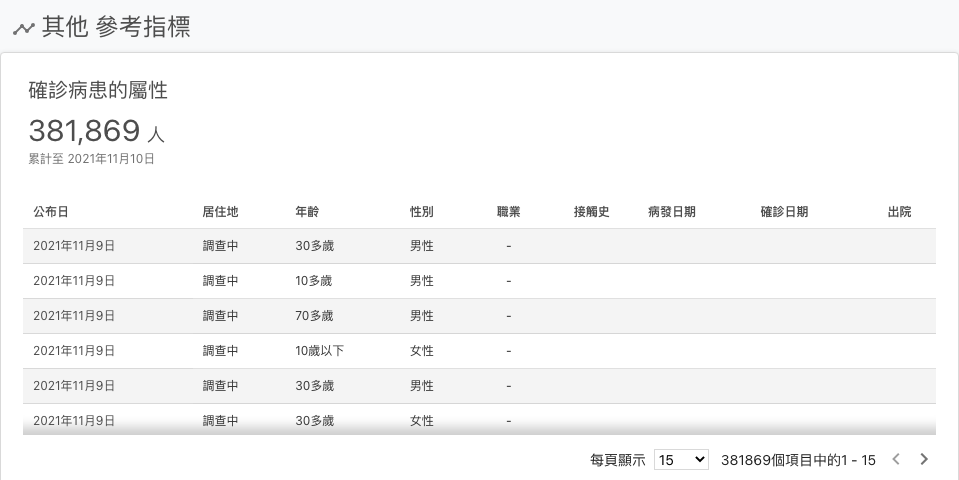 其他 參考指標
確診病患的屬性
381,869 人
累計至 2021年11月10日
公布日 居住地 年齡 性別 職業 接觸史 病發日期 確診日期 出院
2021年11月9日 調查中 30多歲 男性 -
2021年11月9日 調查中 10多歲 男性 -
2021年11月9日 調查中 70多歲 男性 -
2021年11月9日 調查中 10歲以下 女性 -
2021年11月9日 調查中 30多歲 男性 -
2021年11月9日 調查中 30多歲 女性 -
每頁顯示 15 381869個項目中的1 - 15